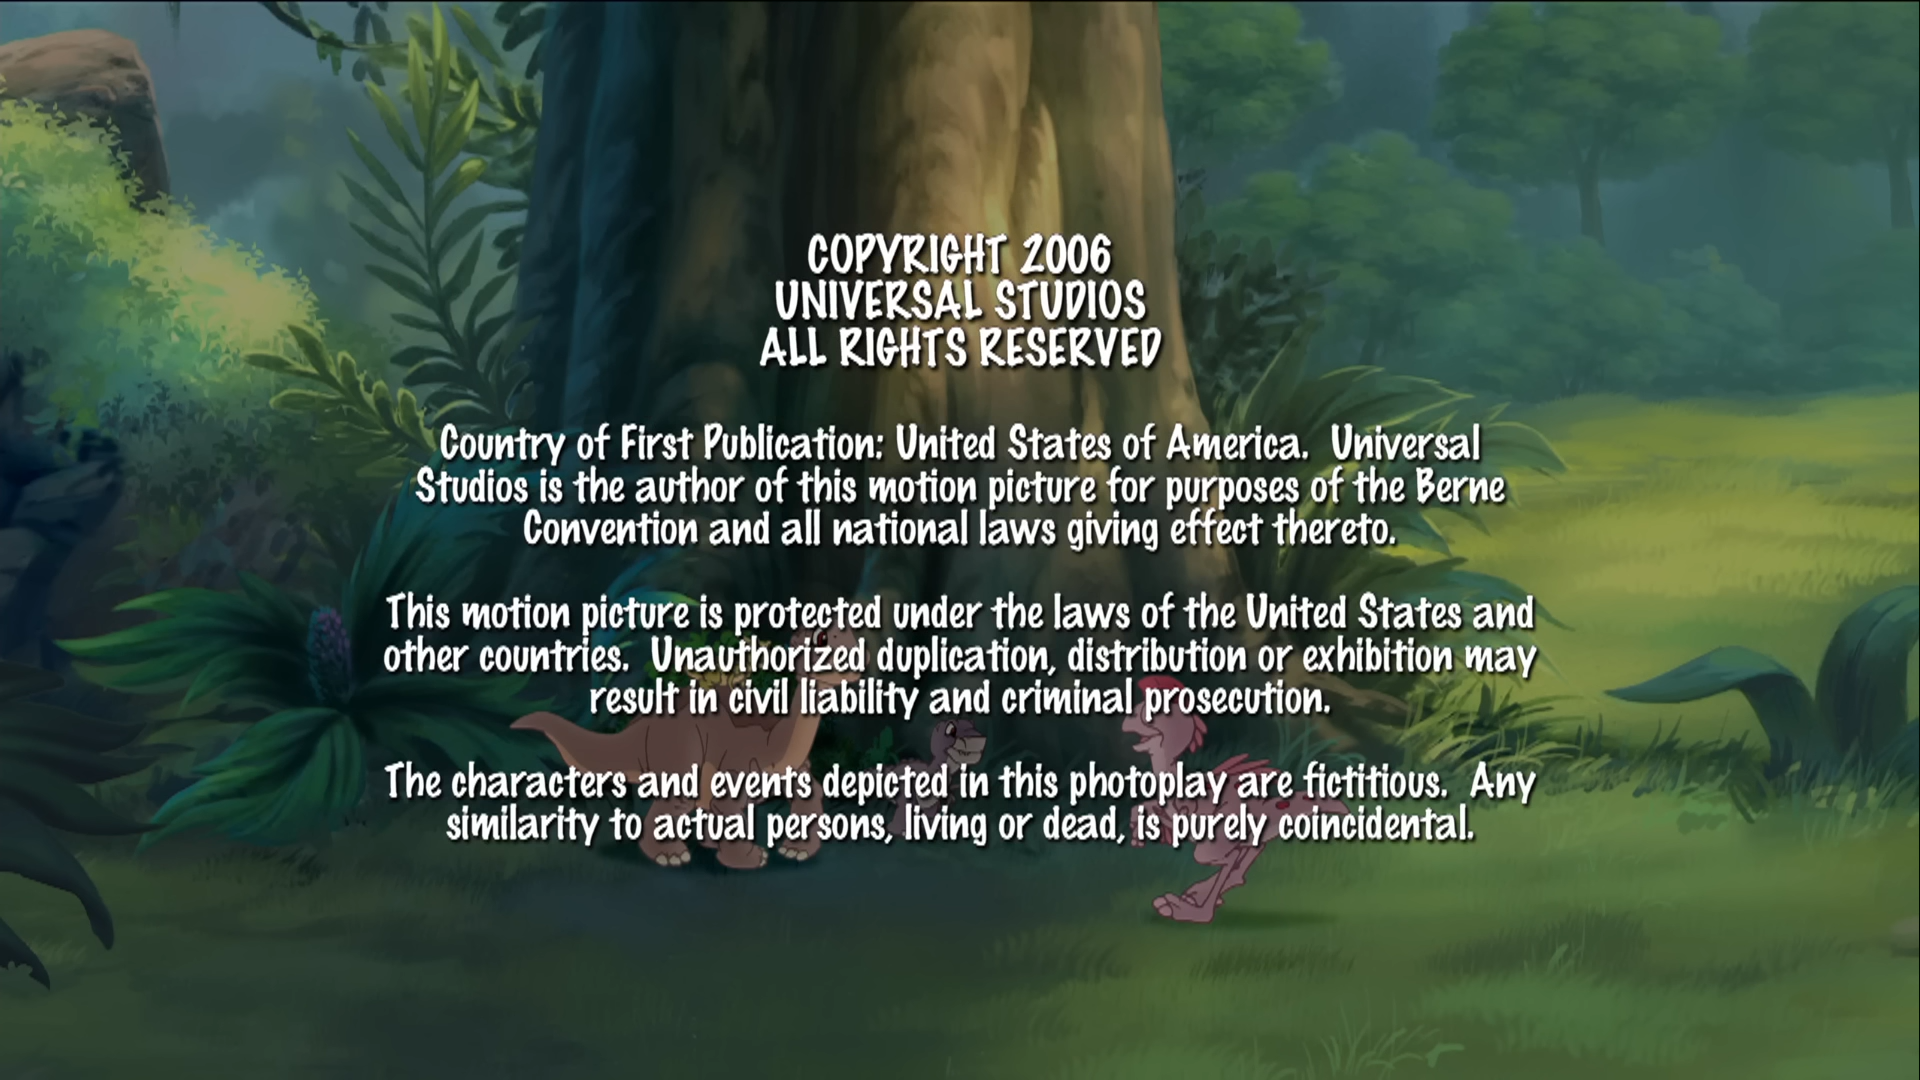 COPYRIGHT 2006
UNIVERSAL STUDIOS
ALL RIGHTS RESERVED
Country of First Publication: United States of America.  Universal
Studios is the author of this motion picture for purposes of the Berne
Convention and all national laws giving effect thereto.
This motion picture is protected under the laws of the United States and
other countries.  Unauthorized duplication, distribution or exhibition may
result in civil liability and criminal prosecution.
The characters and events depicted in this photoplay are fictitious.  Any
similarity to actual persons, living or dead, is purely coincidental.